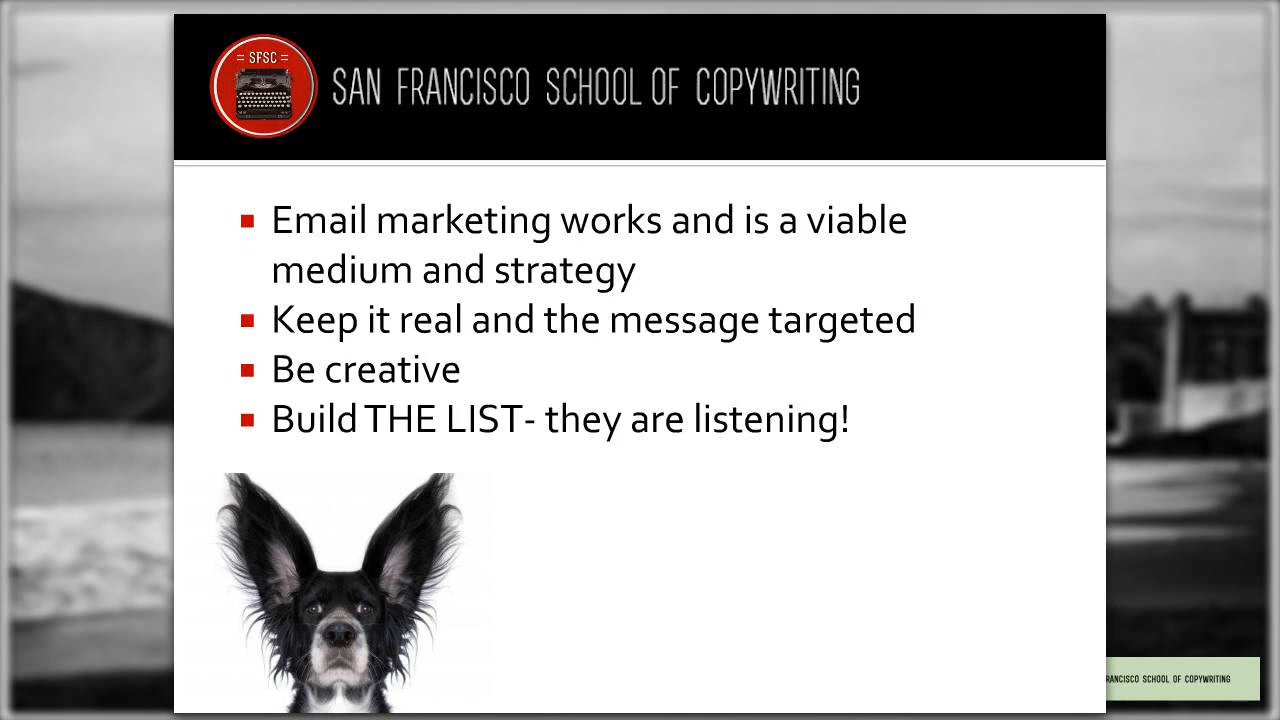 = SFSC =
SAN FRANCISCO SCHOOL OF COPYWRITING
Email marketing works and is a viable
medium and strategy
Keep it real and the message targeted
Be creative
Build THE LIST- they are listening!
RANCISCO SCHOOL OF COPYWRITING